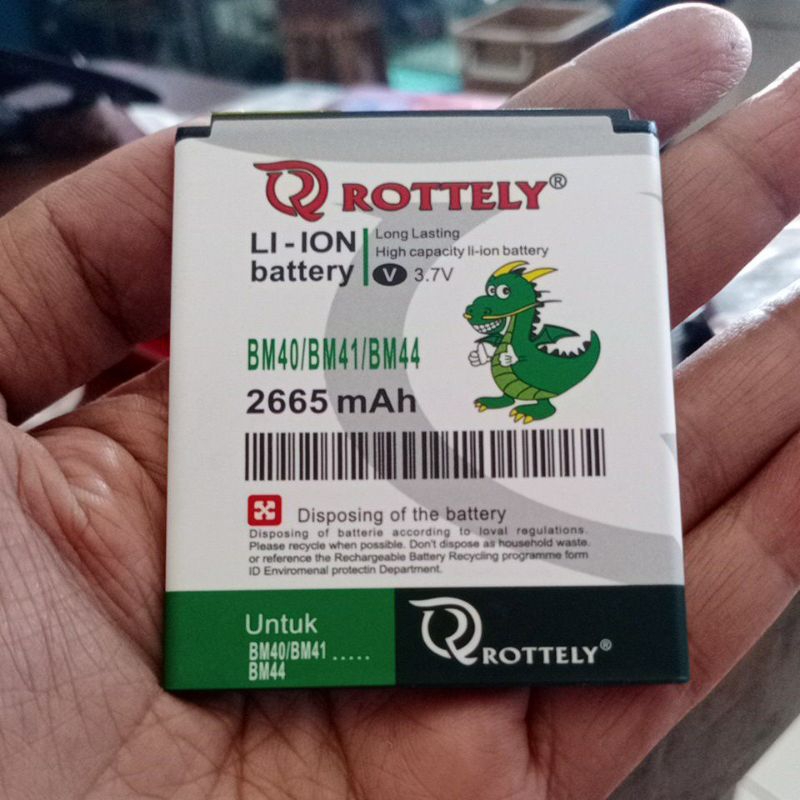 ROTTELY®
LI-ION
battery
Long Lasting
High capacity li-ion battery
V 3.7V
BM40/BM41/BM44
2665 mAh
Disposing of the battery
Disposing of batterie according to loval regulations.
Please recycle when possible. Don't dispose as household waste.
or reference the Rechargeable Battery Recycling programme form
ID Enviromenal protectin Department.
Untuk
BM40/BM41 .....
BM44
ROTTELY®